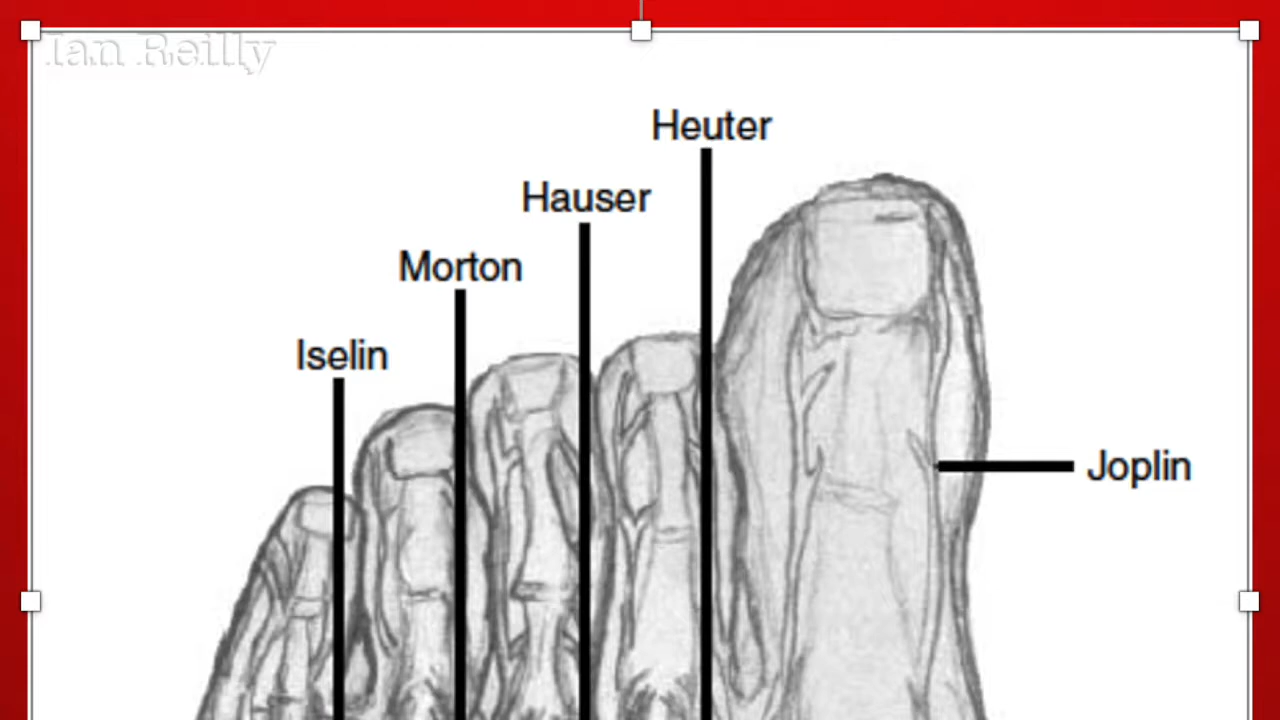 Ian Reilly
Heuter
Hauser
Morton
Iselin
Joplin